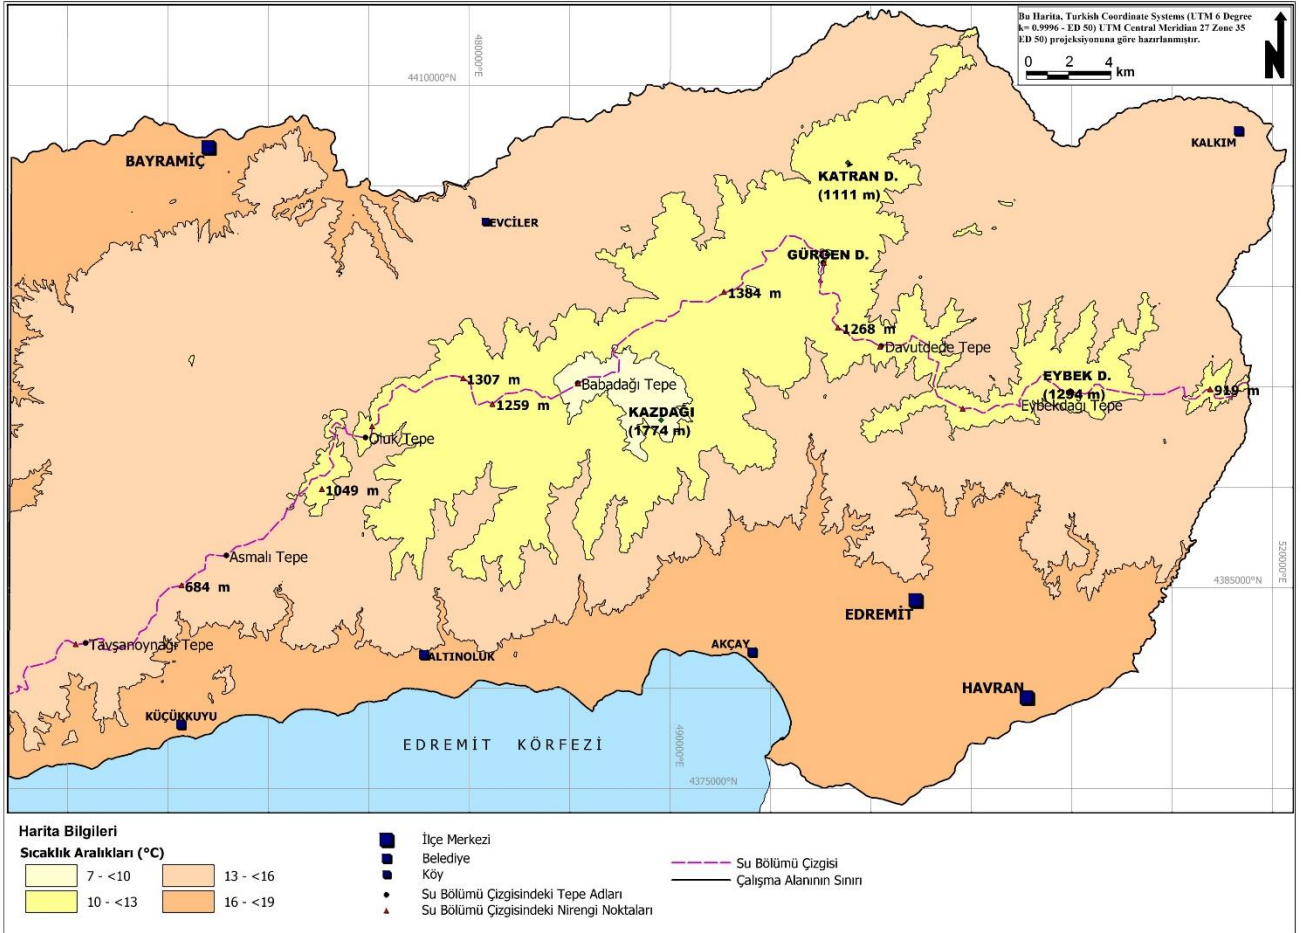 Bu Harita, Turkish Coordinate Systems (UTM 6 Degree
k= 0.9996 - ED 50) UTM Central Meridian 27 Zone 35
ED 50) projeksiyonuna göre hazırlanmıştır.
0 2 4 km
N
480000°E
4410000°N
BAYRAMİÇ
KALKIM
KATRAN D.
(1111 m)
EVCİLER
GÜRGEN D.
1384 m
1268 m
Davutdede Tepe
1307 m
Babadağı Tepe
EYBEK D.
(1294 m)
919 m
1259 m
Eybekdağı Tepe
KAZDAĞI
(1774 m)
Oluk Tepe
1049 m
Asmalı Tepe
520000°E
4385000°N
684 m
EDREMİT
Tavşanoynağı Tepe
AKÇAY
ALTINOLUK
HAVRAN
KÜÇÜKKUYU
EDREMİT KÖRFEZİ
490000°E
4375000°N
Harita Bilgileri
Sıcaklık Aralıkları (°C)
7 - <10
13 - <16
10 - <13
16 - <19
İlçe Merkezi
Belediye
Köy
Su Bölümü Çizgisindeki Tepe Adları
Su Bölümü Çizgisindeki Nirengi Noktaları
Su Bölümü Çizgisi
Çalışma Alanının Sınırı